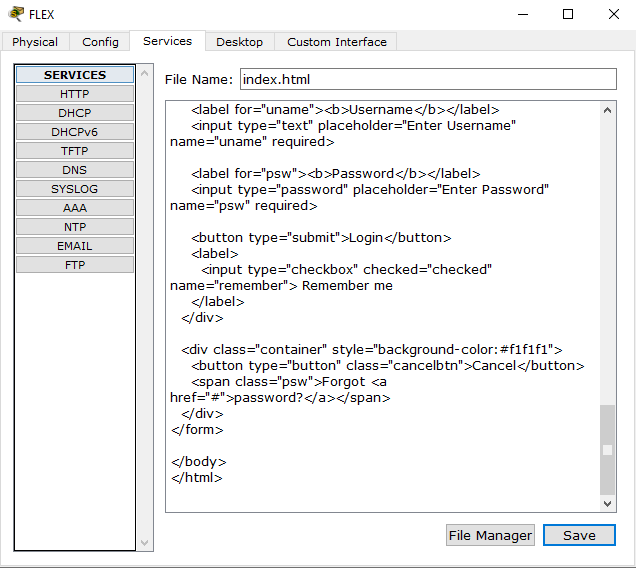 FLEX
Physical Config Services Desktop Custom Interface
SERVICES
HTTP
DHCP
DHCPv6
TFTP
DNS
SYSLOG
AAA
NTP
EMAIL
FTP
File Name: index.html
<label for="uname"><b>Username</b></label>
<input type="text" placeholder="Enter Username"
name="uname" required>
<label for="psw"><b>Password</b></label>
<input type="password" placeholder="Enter Password"
name="psw" required>
<button type="submit">Login</button>
<label>
<input type="checkbox" checked="checked"
name="remember"> Remember me
</label>
</div>
<div class="container" style="background-color:#f1f1f1">
<button type="button" class="cancelbtn">Cancel</button>
<span class="psw">Forgot <a
href="#">password?</a></span>
</div>
</form>
</body>
</html>
File Manager Save